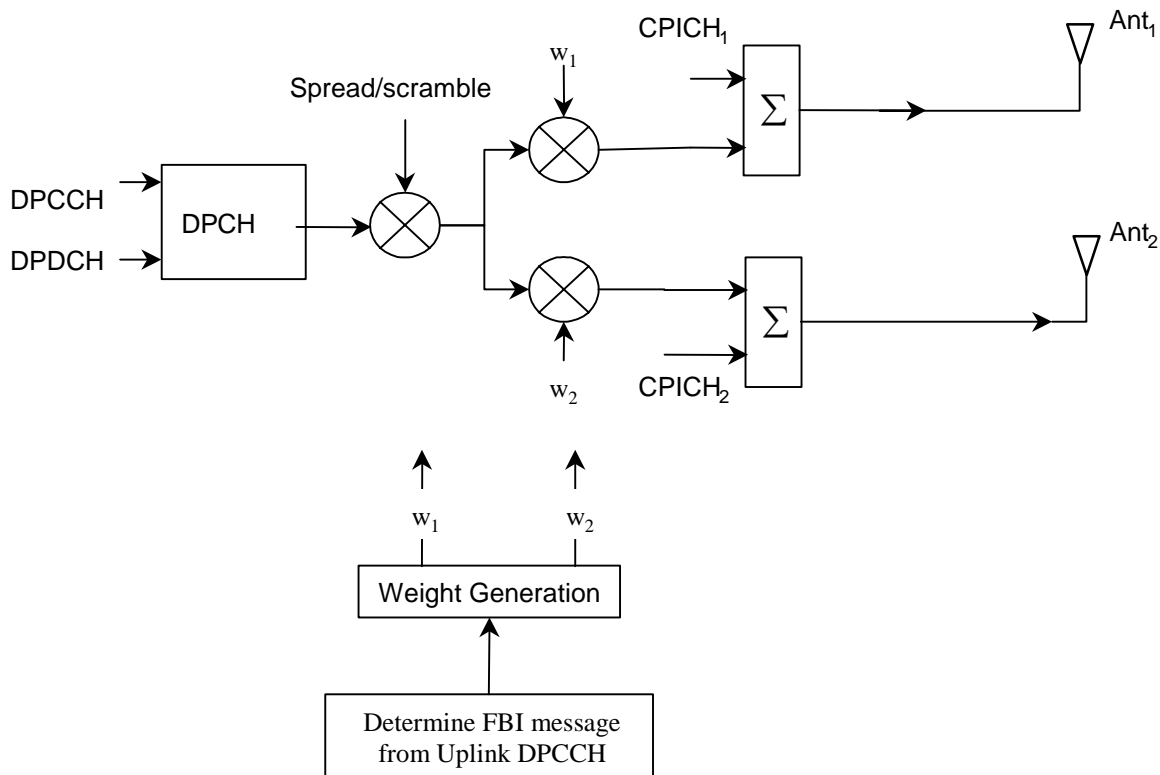 CPICH₁
Ant₁
w₁
Spread/scramble
Σ
DPCCH
DPCH
DPDCH
Ant₂
Σ
w₂
CPICH₂
w₁
w₂
Weight Generation
Determine FBI message
from Uplink DPCCH